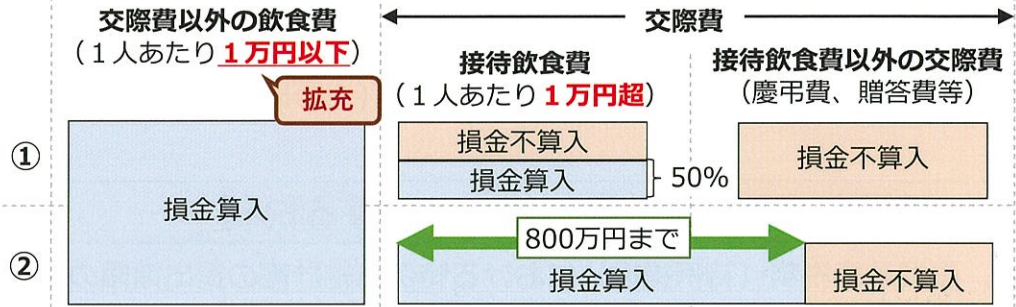 交際費以外の飲食費
(1人あたり1万円以下)
拡充
交際費
接待飲食費
(1人あたり1万円超)
接待飲食費以外の交際費
(慶弔費、贈答費等)
①
損金算入
損金不算入
損金算入
50%
損金不算入
②
800万円まで
損金算入
損金不算入